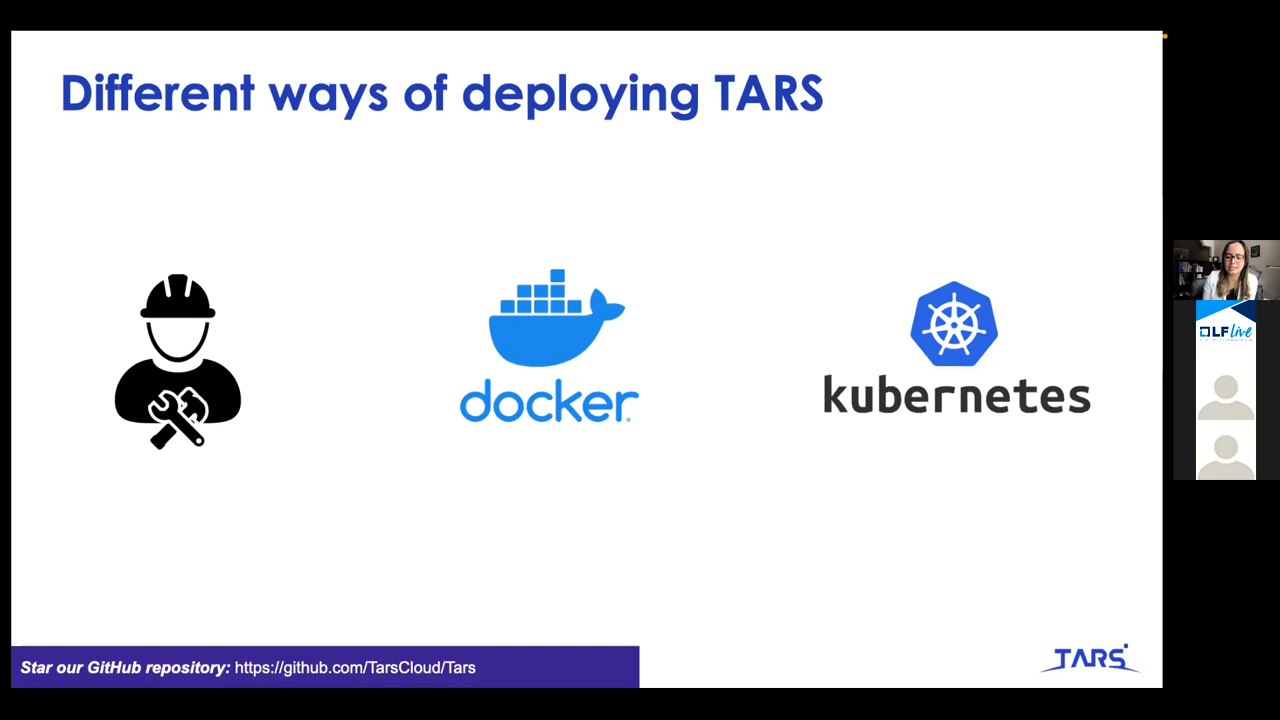 Different ways of deploying TARS
docker
kubernetes
LF Live
Star our GitHub repository: https://github.com/TarsCloud/Tars
TARS